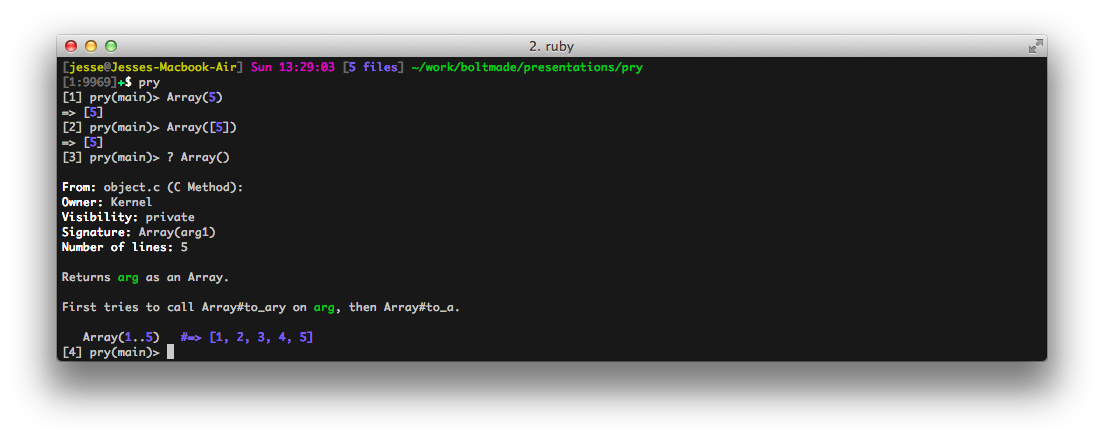 2. ruby
[jesse@Jesses-Macbook-Air] Sun 13:29:03 [5 files] ~/work/boltmade/presentations/pry
[1:9969]+$ pry
[1] pry(main)> Array(5)
=> [5]
[2] pry(main)> Array([5])
=> [5]
[3] pry(main)> ? Array()
From: object.c (C Method):
Owner: Kernel
Visibility: private
Signature: Array(arg1)
Number of lines: 5
Returns arg as an Array.
First tries to call Array#to_ary on arg, then Array#to_a.
Array(1..5)   #=> [1, 2, 3, 4, 5]
[4] pry(main)>